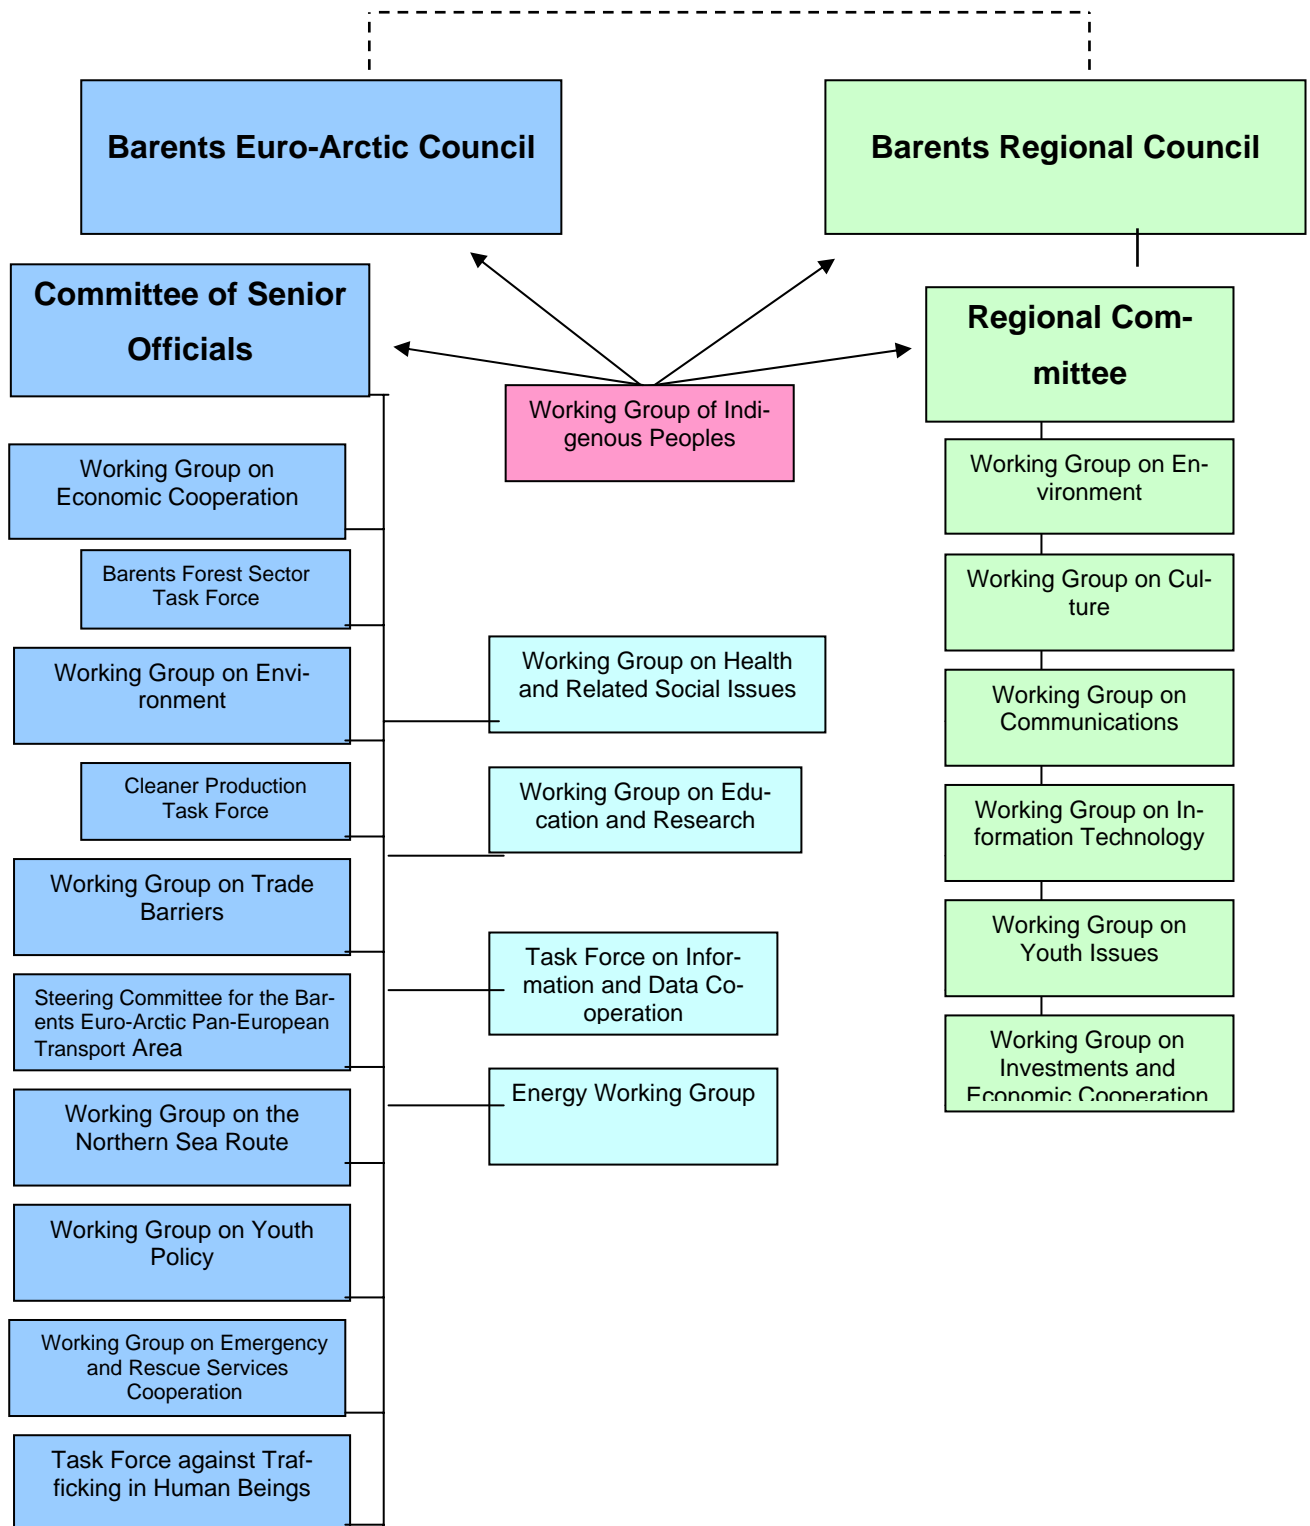 Barents Euro-Arctic Council
Barents Regional Council
Committee of Senior
Officials
Regional Com-
mittee
Working Group of Indi-
genous Peoples
Working Group on
Economic Cooperation
Barents Forest Sector
Task Force
Working Group on Envi-
ronment
Cleaner Production
Task Force
Working Group on Trade
Barriers
Steering Committee for the Bar-
ents Euro-Arctic Pan-European
Transport Area
Working Group on the
Northern Sea Route
Working Group on Youth
Policy
Working Group on Emergency
and Rescue Services
Cooperation
Task Force against Traf-
ficking in Human Beings
Working Group on Health
and Related Social Issues
Working Group on Edu-
cation and Research
Task Force on Infor-
mation and Data Co-
operation
Energy Working Group
Working Group on En-
vironment
Working Group on Cul-
ture
Working Group on
Communications
Working Group on In-
formation Technology
Working Group on
Youth Issues
Working Group on
Investments and
Economic Cooperation